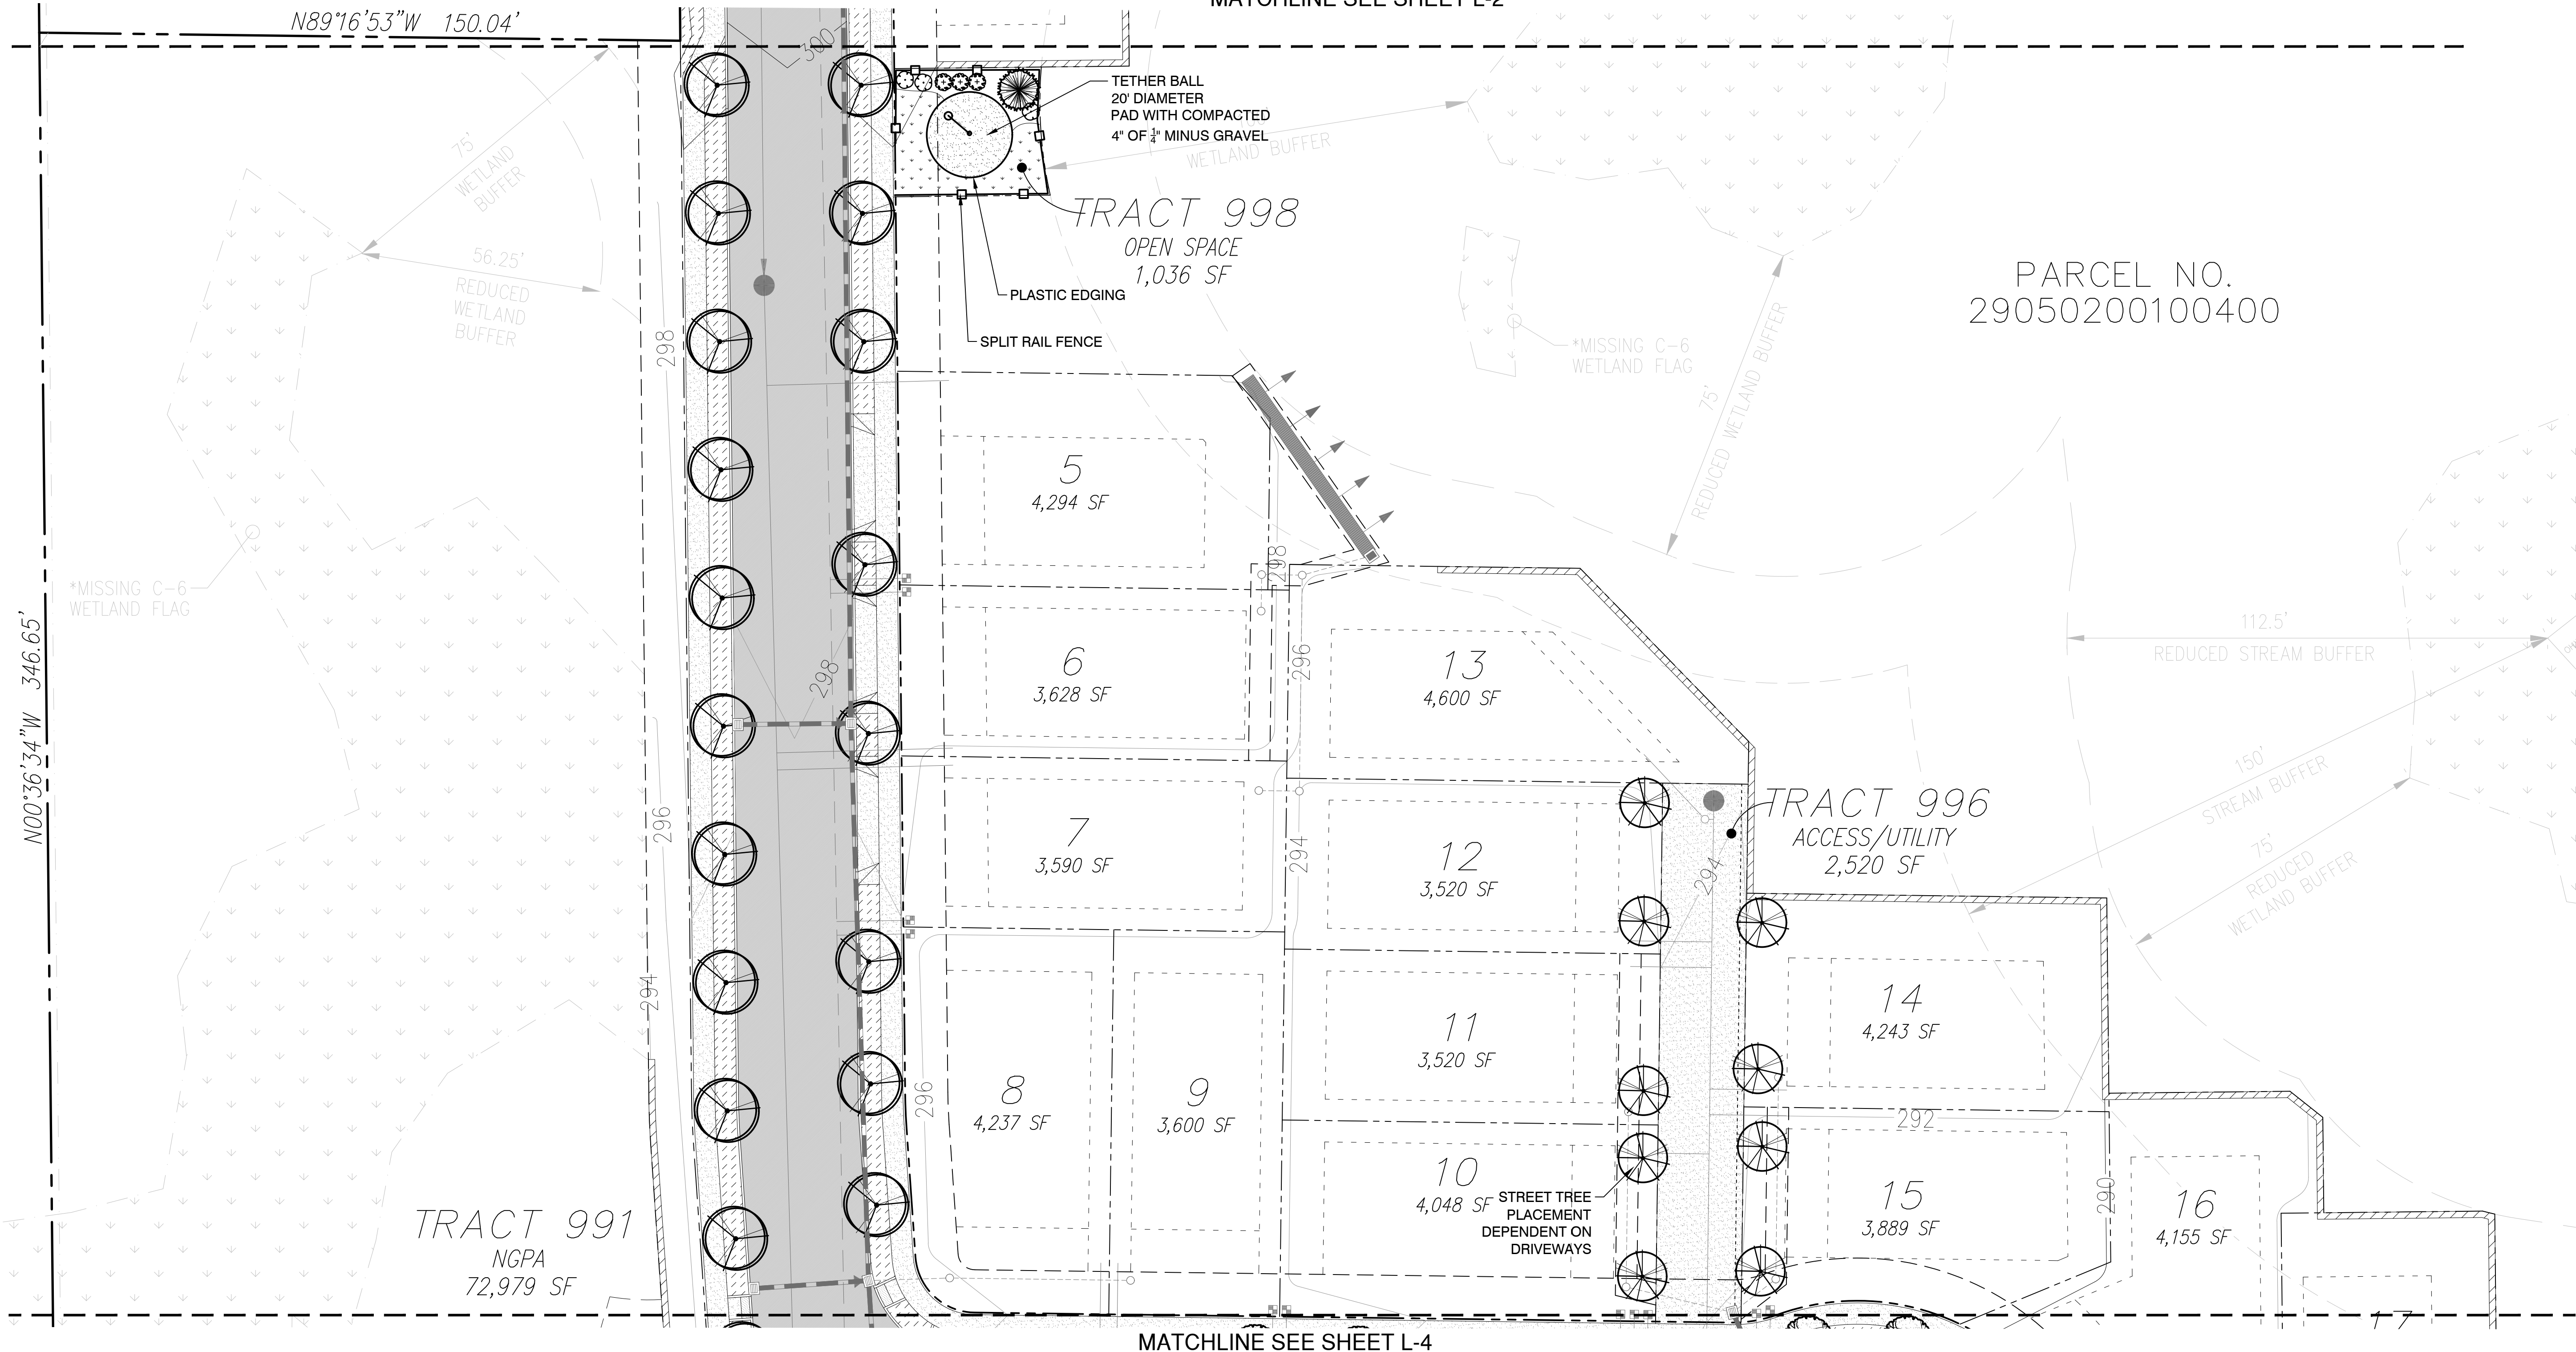 MATCHLINE SEE SHEET L-2
N89°16'53"W 150.04'
300
TETHER BALL
20' DIAMETER
PAD WITH COMPACTED
4" OF 1/4" MINUS GRAVEL
75'
WETLAND
BUFFER
WETLAND BUFFER
TRACT 998
OPEN SPACE
1,036 SF
56.25'
REDUCED
WETLAND
BUFFER
PLASTIC EDGING
SPLIT RAIL FENCE
PARCEL NO.
29050200100400
*MISSING C-6
WETLAND FLAG
75'
REDUCED WETLAND BUFFER
298
5
4,294 SF
298
*MISSING C-6
WETLAND FLAG
N00°36'34"W 346.65'
6
3,628 SF
298
296
13
4,600 SF
112.5'
REDUCED STREAM BUFFER
150'
STREAM BUFFER
296
7
3,590 SF
294
12
3,520 SF
294
TRACT 996
ACCESS/UTILITY
2,520 SF
75'
REDUCED
WETLAND BUFFER
294
11
3,520 SF
14
4,243 SF
296
8
4,237 SF
9
3,600 SF
292
10
4,048 SF
STREET TREE
PLACEMENT
DEPENDENT ON
DRIVEWAYS
15
3,889 SF
290
16
4,155 SF
TRACT 991
NGPA
72,979 SF
17
MATCHLINE SEE SHEET L-4